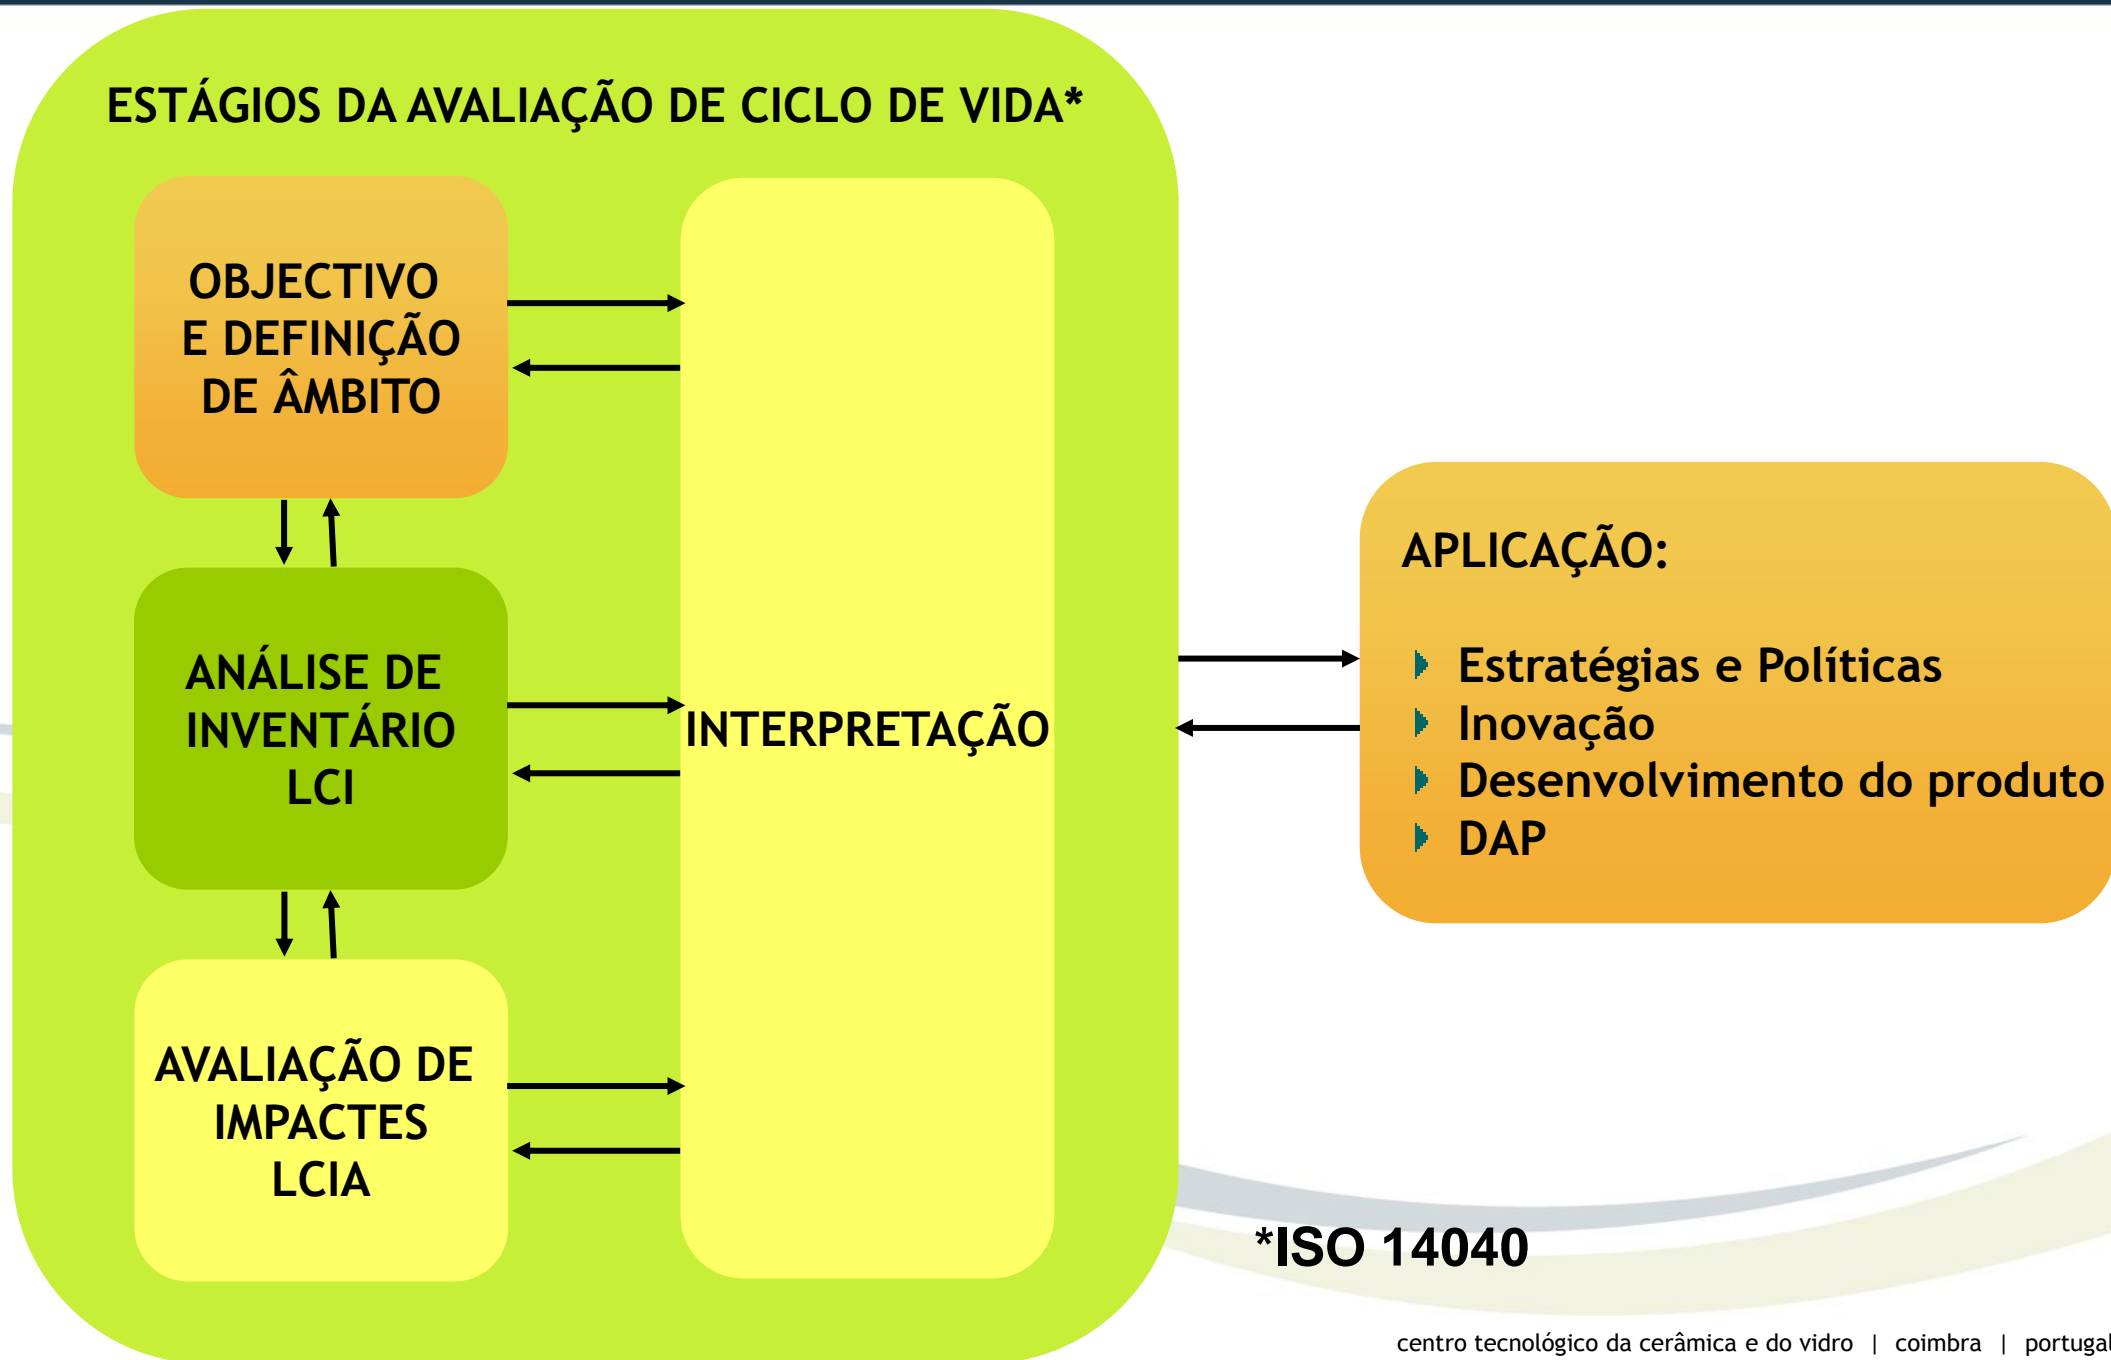 ESTÁGIOS DA AVALIAÇÃO DE CICLO DE VIDA*
OBJECTIVO
E DEFINIÇÃO
DE ÂMBITO
ANÁLISE DE
INVENTÁRIO
LCI
AVALIAÇÃO DE
IMPACTES
LCIA
INTERPRETAÇÃO
APLICAÇÃO:
Estratégias e Políticas
Inovação
Desenvolvimento do produto
DAP
*ISO 14040
centro tecnológico da cerâmica e do vidro | coimbra | portugal